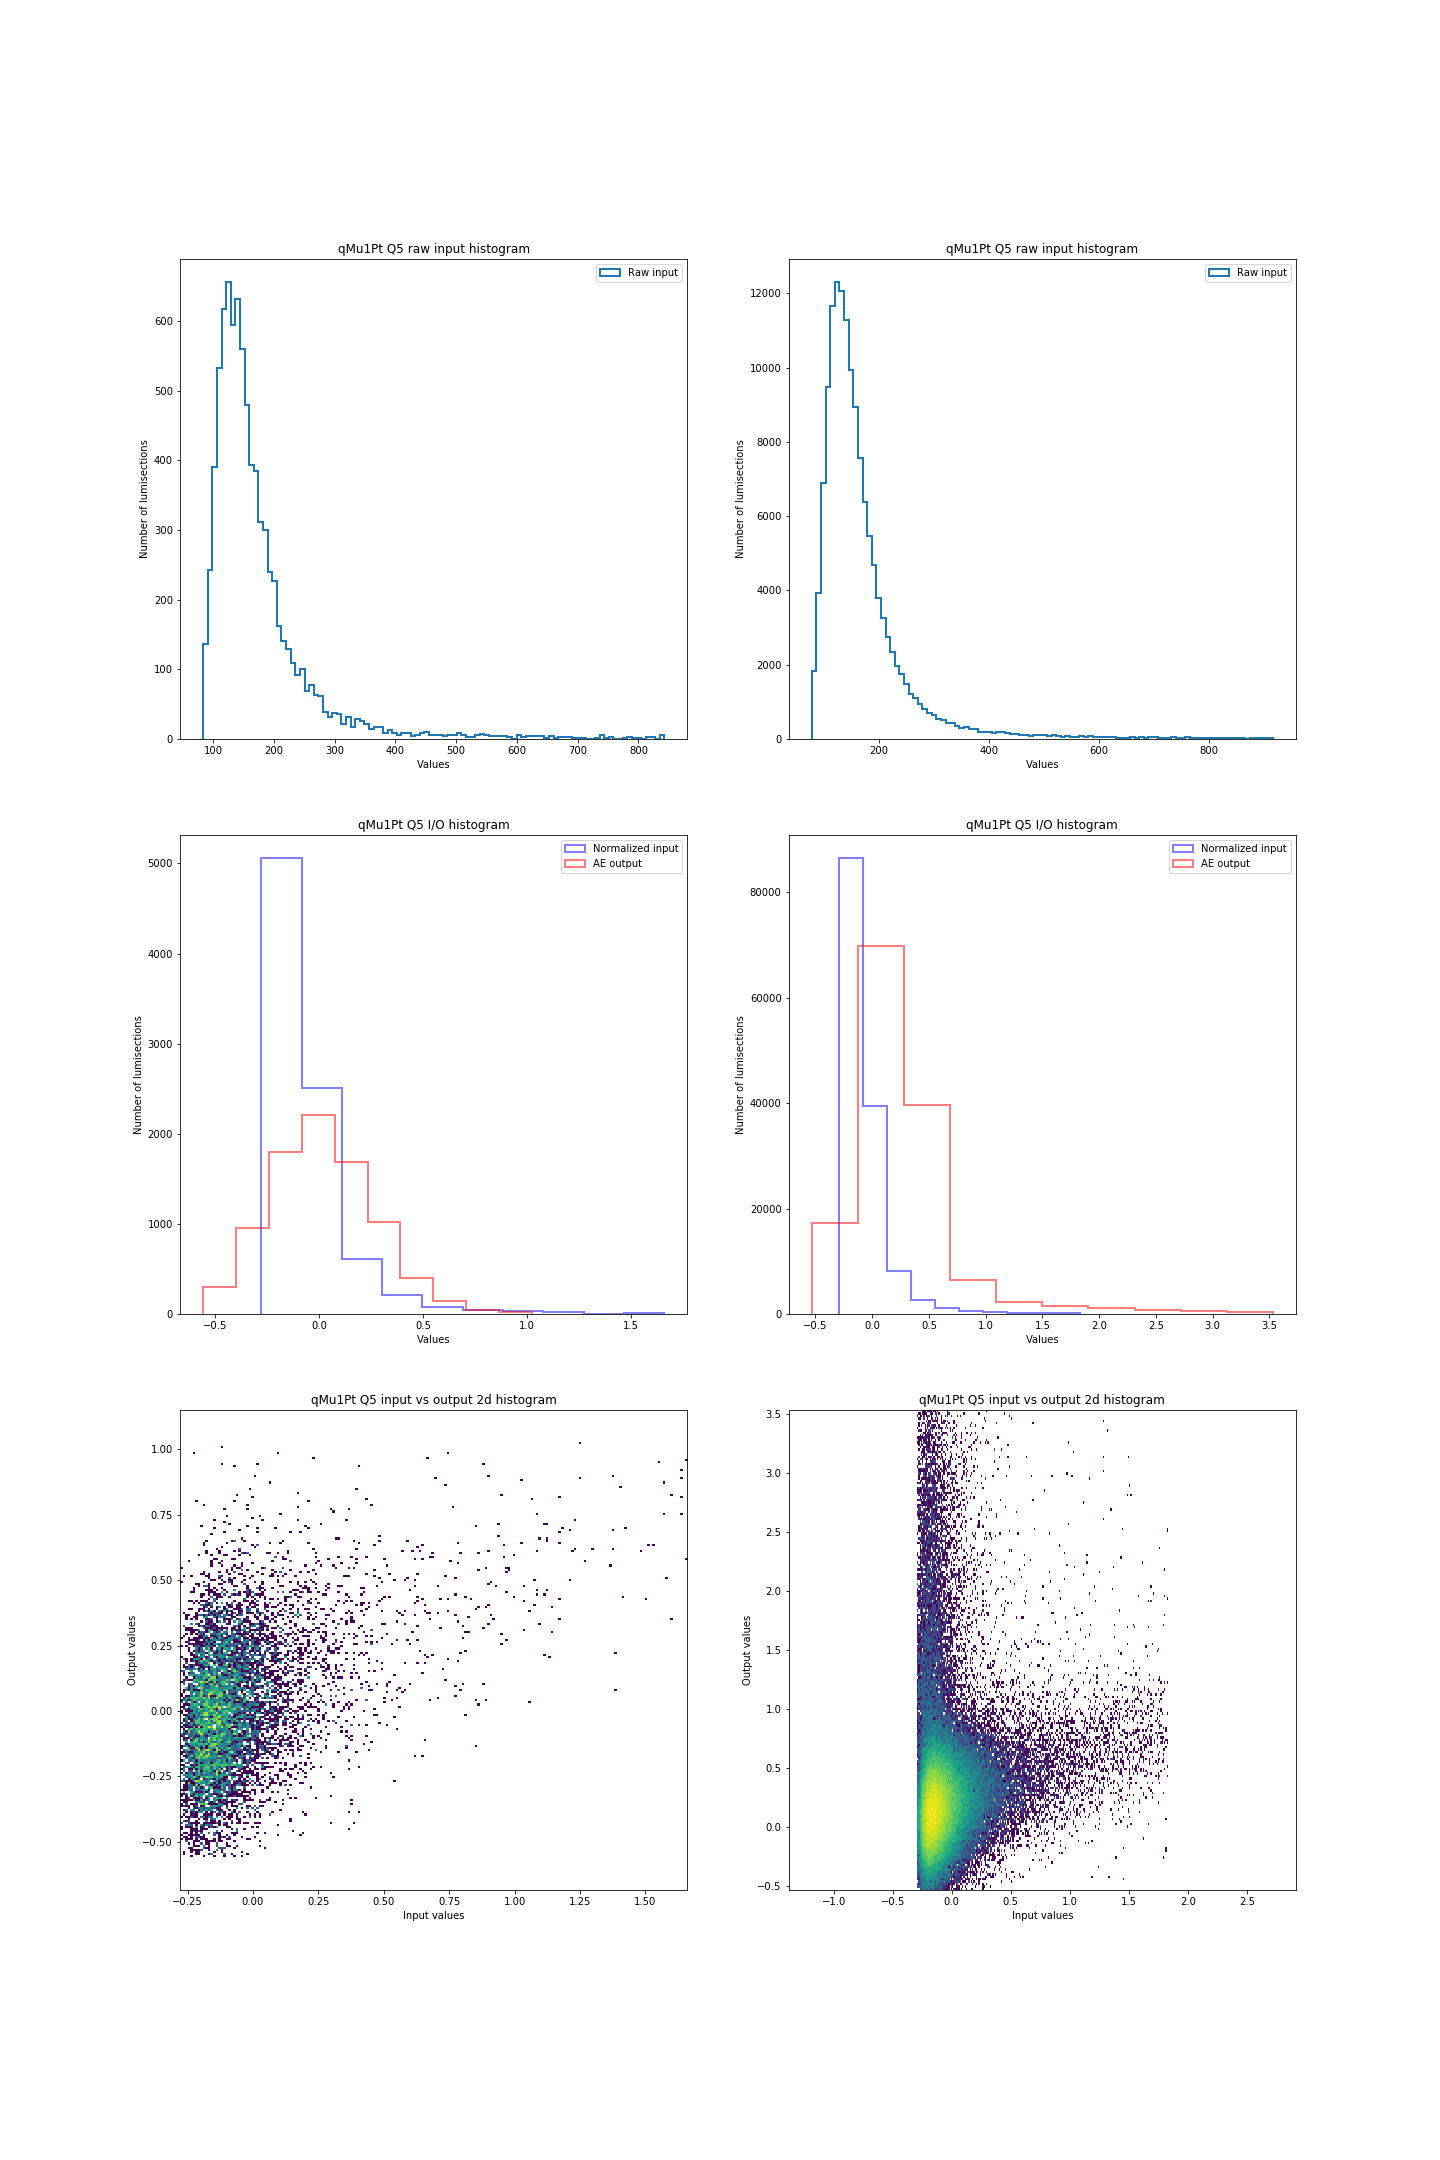 qMu1Pt Q5 raw input histogram
Raw input
600
500
400
300
200
100
0
Number of lumisections
100 200 300 400 500 600 700 800
Values
qMu1Pt Q5 raw input histogram
Raw input
12000
10000
8000
6000
4000
2000
0
Number of lumisections
200 400 600 800
Values
qMu1Pt Q5 I/O histogram
Normalized input
AE output
5000
4000
3000
2000
1000
0
Number of lumisections
−0.5 0.0 0.5 1.0 1.5
Values
qMu1Pt Q5 I/O histogram
Normalized input
AE output
80000
60000
40000
20000
0
Number of lumisections
−0.5 0.0 0.5 1.0 1.5 2.0 2.5 3.0 3.5
Values
qMu1Pt Q5 input vs output 2d histogram
1.00
0.75
0.50
0.25
0.00
−0.25
−0.50
Output values
−0.25 0.00 0.25 0.50 0.75 1.00 1.25 1.50
Input values
qMu1Pt Q5 input vs output 2d histogram
3.5
3.0
2.5
2.0
1.5
1.0
0.5
0.0
−0.5
Output values
−1.0 −0.5 0.0 0.5 1.0 1.5 2.0 2.5
Input values